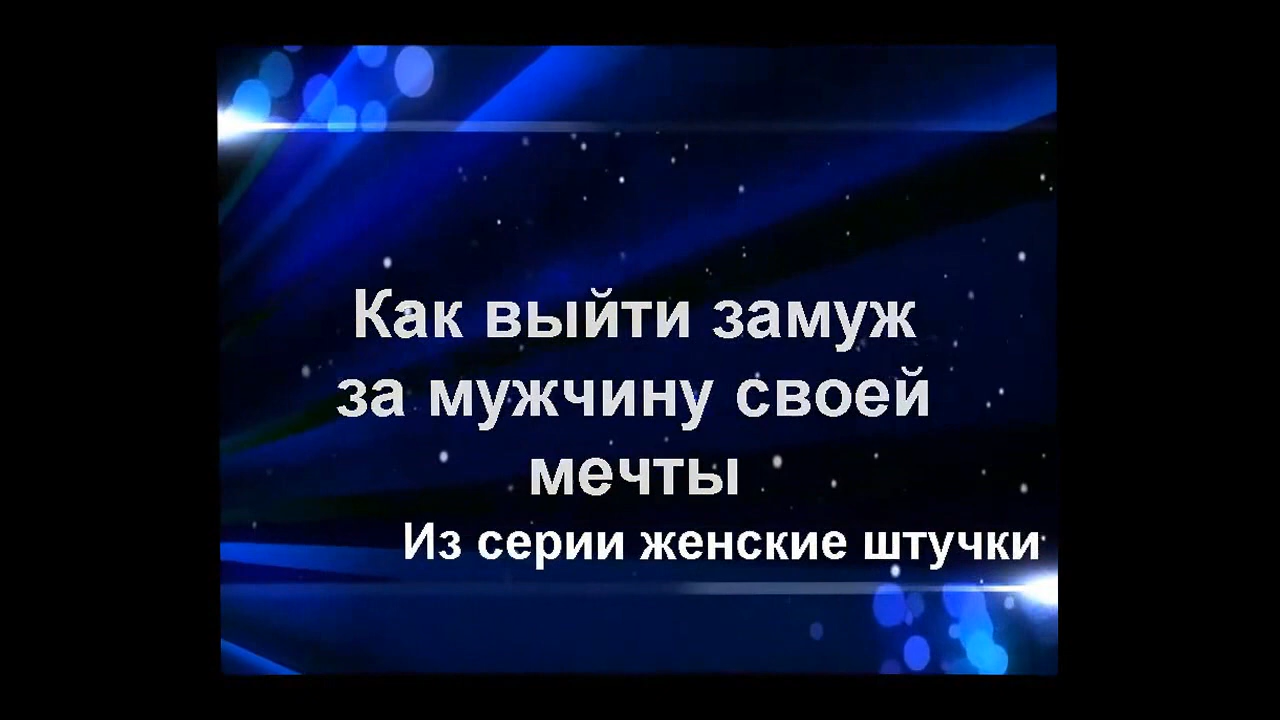 Как выйти замуж
за мужчину своей
мечты
Из серии женские штучки